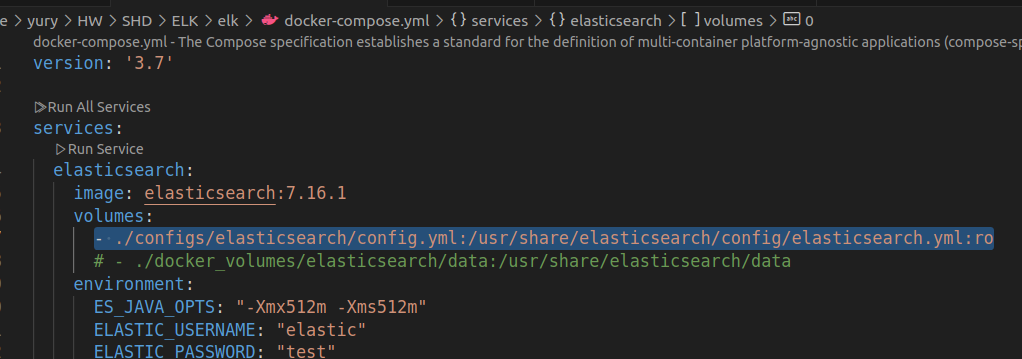 e > yury > HW > SHD > ELK > elk > docker-compose.yml > {} services > {} elasticsearch > [ ] volumes > abc 0
docker-compose.yml - The Compose specification establishes a standard for the definition of multi-container platform-agnostic applications (compose-sp
version: '3.7'
Run All Services
services:
Run Service
elasticsearch:
image: elasticsearch:7.16.1
volumes:
- ./configs/elasticsearch/config.yml:/usr/share/elasticsearch/config/elasticsearch.yml:ro
# - ./docker_volumes/elasticsearch/data:/usr/share/elasticsearch/data
environment:
ES_JAVA_OPTS: "-Xmx512m -Xms512m"
ELASTIC_USERNAME: "elastic"
ELASTIC_PASSWORD: "test"